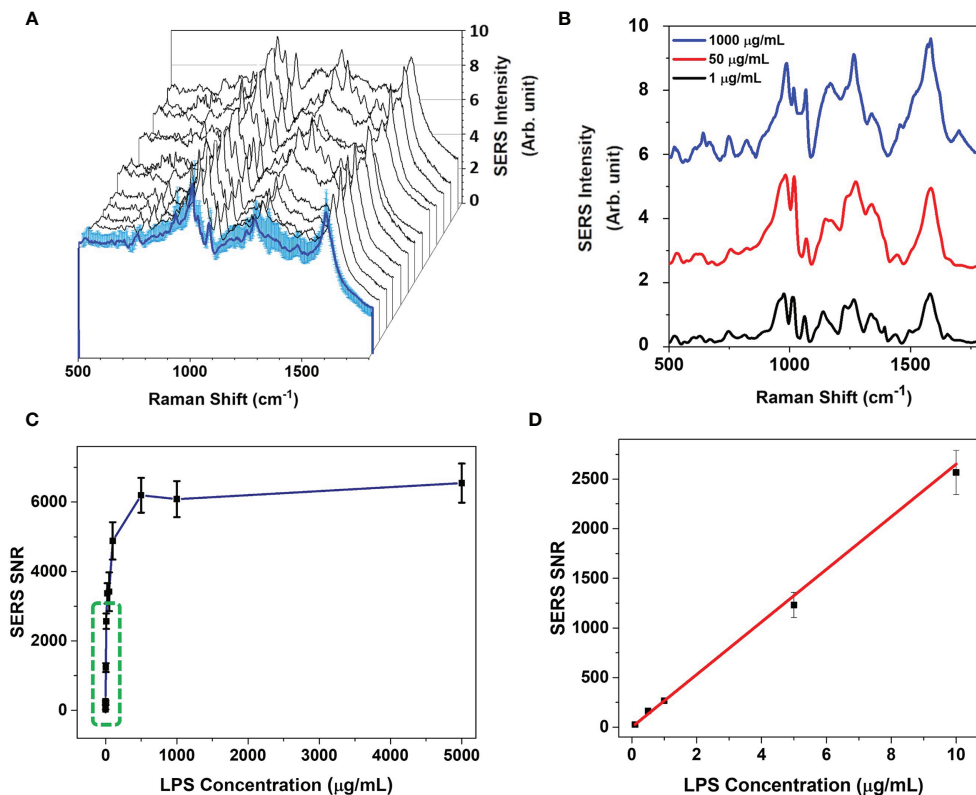 A
10
8
6
4
2
0
SERS Intensity
(Arb. unit)
500
1000
1500
Raman Shift (cm⁻¹)
B
1000 μg/mL
50 μg/mL
1 μg/mL
10
8
6
4
2
0
SERS Intensity
(Arb. unit)
500
1000
1500
Raman Shift (cm⁻¹)
C
6000
4000
2000
0
SERS SNR
0 1000 2000 3000 4000 5000
LPS Concentration (μg/mL)
D
2500
2000
1500
1000
500
0
SERS SNR
0 2 4 6 8 10
LPS Concentration (μg/mL)